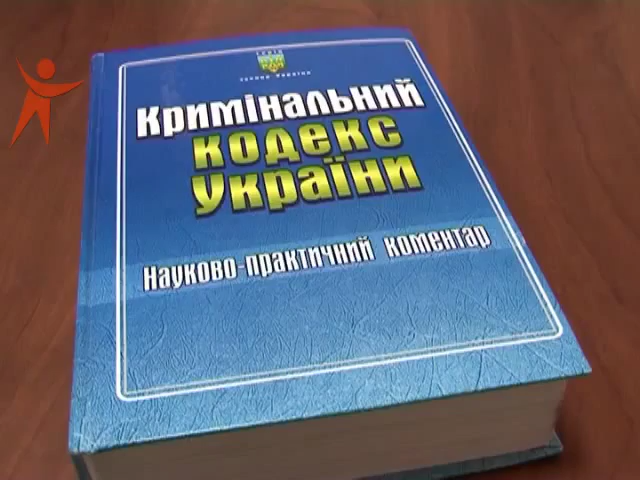 Кримінальний
кодекс
України
Науково-практичний коментар